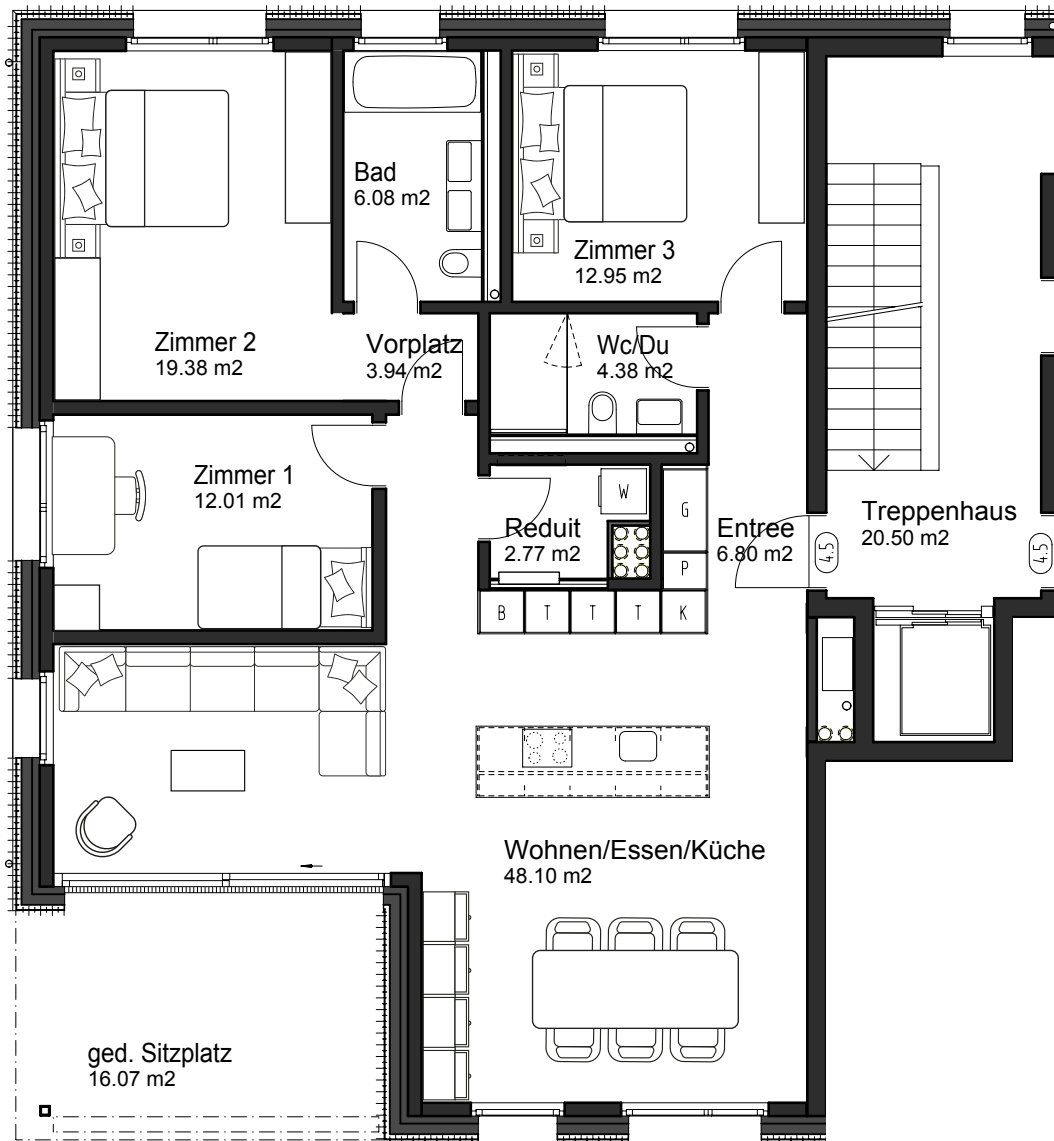 Bad
6.08 m2
Zimmer 3
12.95 m2
Zimmer 2
19.38 m2
Vorplatz
3.94 m2
Wc/Du
4.38 m2
Zimmer 1
12.01 m2
W
G
Reduit
2.77 m2
Entree
6.80 m2
Treppenhaus
20.50 m2
4.5
4.5
P
B
T
T
T
K
Wohnen/Essen/Küche
48.10 m2
ged. Sitzplatz
16.07 m2